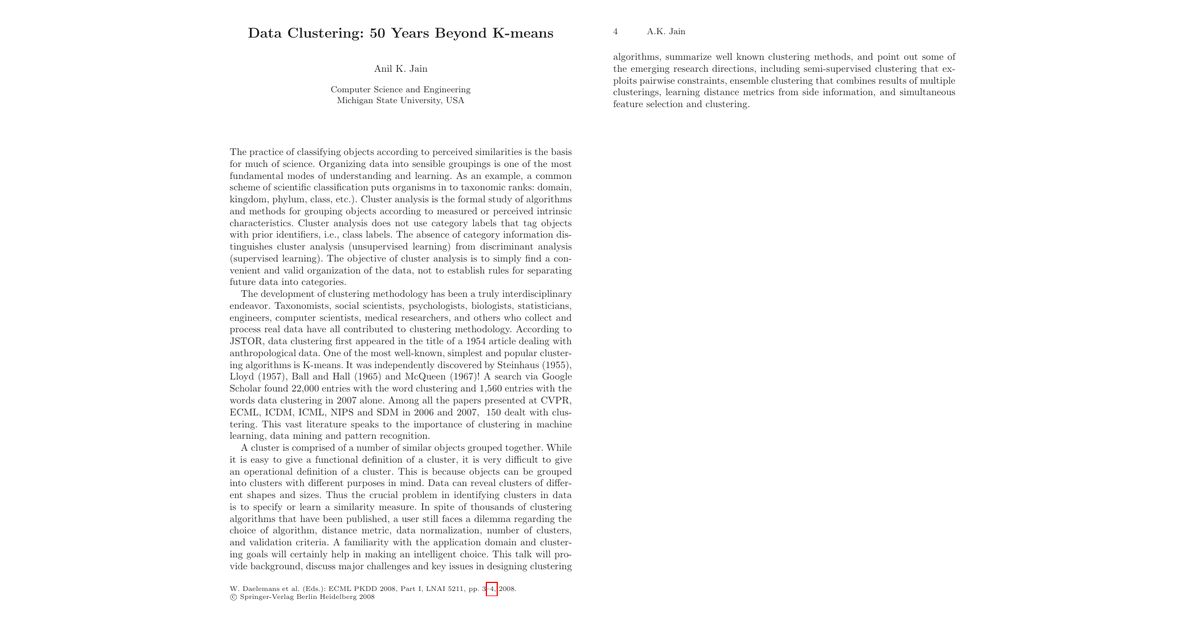 Data Clustering: 50 Years Beyond K-means
Anil K. Jain
Computer Science and Engineering
Michigan State University, USA
The practice of classifying objects according to perceived similarities is the basis
for much of science. Organizing data into sensible groupings is one of the most
fundamental modes of understanding and learning. As an example, a common
scheme of scientific classification puts organisms in to taxonomic ranks: domain,
kingdom, phylum, class, etc.). Cluster analysis is the formal study of algorithms
and methods for grouping objects according to measured or perceived intrinsic
characteristics. Cluster analysis does not use category labels that tag objects
with prior identifiers, i.e., class labels. The absence of category information dis-
tinguishes cluster analysis (unsupervised learning) from discriminant analysis
(supervised learning). The objective of cluster analysis is to simply find a con-
venient and valid organization of the data, not to establish rules for separating
future data into categories.
The development of clustering methodology has been a truly interdisciplinary
endeavor. Taxonomists, social scientists, psychologists, biologists, statisticians,
engineers, computer scientists, medical researchers, and others who collect and
process real data have all contributed to clustering methodology. According to
JSTOR, data clustering first appeared in the title of a 1954 article dealing with
anthropological data. One of the most well-known, simplest and popular cluster-
ing algorithms is K-means. It was independently discovered by Steinhaus (1955),
Lloyd (1957), Ball and Hall (1965) and McQueen (1967)! A search via Google
Scholar found 22,000 entries with the word clustering and 1,560 entries with the
words data clustering in 2007 alone. Among all the papers presented at CVPR,
ECML, ICDM, ICML, NIPS and SDM in 2006 and 2007, 150 dealt with clus-
tering. This vast literature speaks to the importance of clustering in machine
learning, data mining and pattern recognition.
A cluster is comprised of a number of similar objects grouped together. While
it is easy to give a functional definition of a cluster, it is very difficult to give
an operational definition of a cluster. This is because objects can be grouped
into clusters with different purposes in mind. Data can reveal clusters of differ-
ent shapes and sizes. Thus the crucial problem in identifying clusters in data
is to specify or learn a similarity measure. In spite of thousands of clustering
algorithms that have been published, a user still faces a dilemma regarding the
choice of algorithm, distance metric, data normalization, number of clusters,
and validation criteria. A familiarity with the application domain and cluster-
ing goals will certainly help in making an intelligent choice. This talk will pro-
vide background, discuss major challenges and key issues in designing clustering
W. Daelemans et al. (Eds.): ECML PKDD 2008, Part I, LNAI 5211, pp. 3–4, 2008.
© Springer-Verlag Berlin Heidelberg 2008
4 A.K. Jain
algorithms, summarize well known clustering methods, and point out some of
the emerging research directions, including semi-supervised clustering that ex-
ploits pairwise constraints, ensemble clustering that combines results of multiple
clusterings, learning distance metrics from side information, and simultaneous
feature selection and clustering.